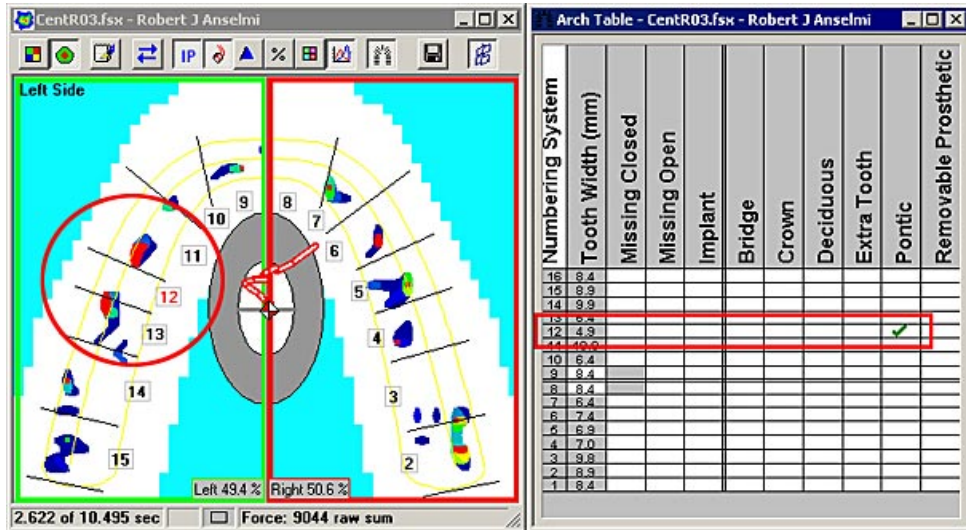 CentR03.fsx - Robert J Anselmi
IP
%
Left Side
9 8
10 7
11 6
12 5
13 4
14 3
15 2
Left 49.4 % Right 50.6 %
2.622 of 10.495 sec Force: 9044 raw sum
Arch Table - CentR03.fsx - Robert J Anselmi
Numbering System
Tooth Width (mm)
Missing Closed
Missing Open
Implant
Bridge
Crown
Deciduous
Extra Tooth
Pontic
Removable Prosthetic
16 8.4
15 8.9
14 9.9
13 6.4
12 4.9
11
10 6.4
9 8.4
8 8.4
7 6.4
6 7.4
5 6.9
4 7.0
3 9.8
2 8.9
1 8.4